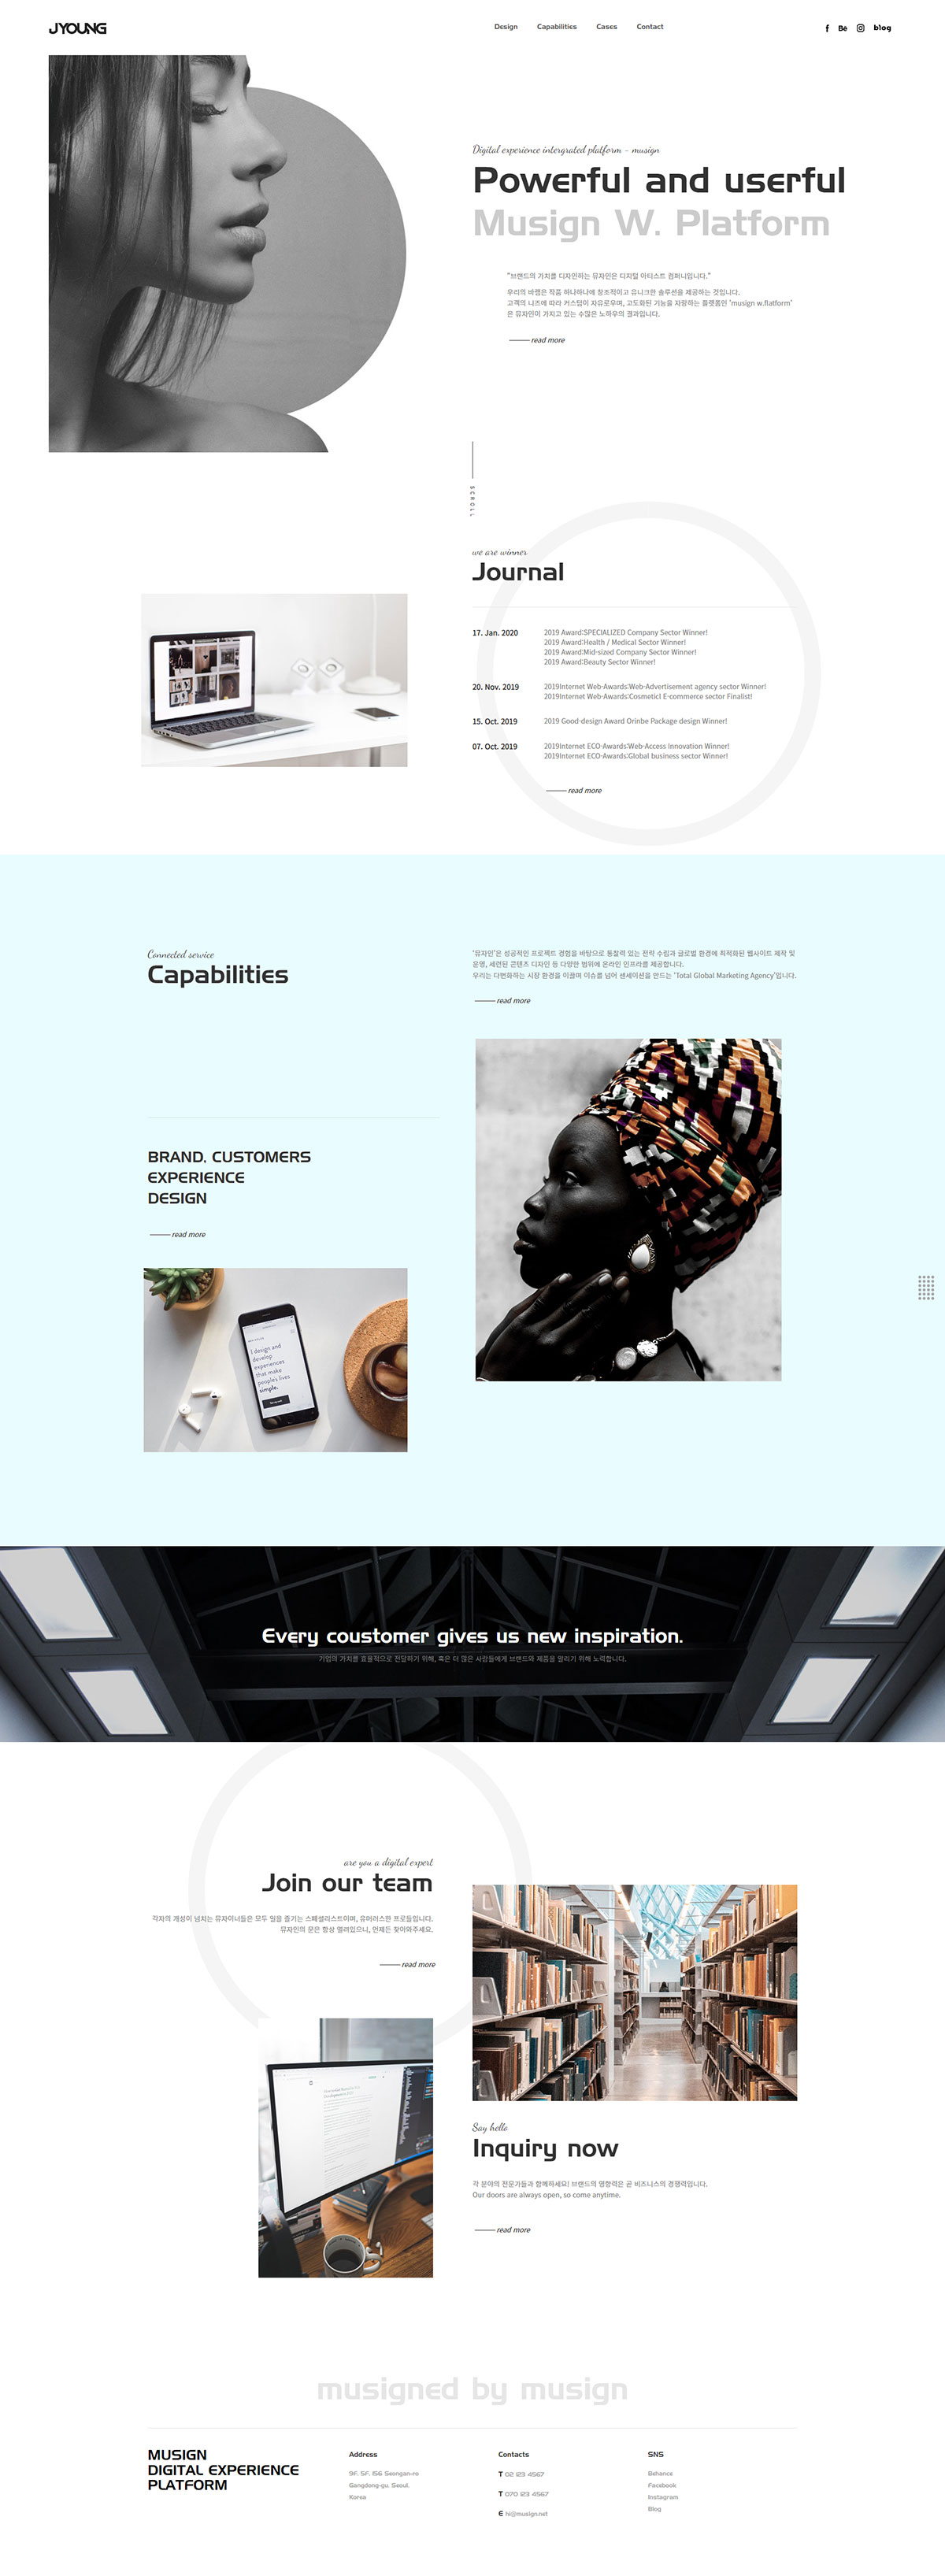 JYOUNG
Design Capabilities Cases Contact
f Bē blog
Digital experience intergrated platform - musign
Powerful and userful
Musign W. Platform
"브랜드의 가치를 디자인하는 뮤자인은 디지털 아티스트 컴퍼니입니다."
우리의 바램은 작품 하나하나에 창조적이고 유니크한 솔루션을 제공하는 것입니다.
고객의 니즈에 따라 커스텀이 자유로우며, 고도화된 기능을 자랑하는 플랫폼인 'musign w.flatform'
은 뮤자인이 가지고 있는 수많은 노하우의 결과입니다.
read more
SCROLL
we are winner
Journal
17. Jan. 2020
2019 Award:SPECIALIZED Company Sector Winner!
2019 Award:Health / Medical Sector Winner!
2019 Award:Mid-sized Company Sector Winner!
2019 Award:Beauty Sector Winner!
20. Nov. 2019
2019Internet Web-Awards:Web-Advertisement agency sector Winner!
2019Internet Web-Awards:Cosmeticl E-commerce sector Finalist!
15. Oct. 2019
2019 Good-design Award Orinbe Package design Winner!
07. Oct. 2019
2019Internet ECO-Awards:Web-Access Innovation Winner!
2019Internet ECO-Awards:Global business sector Winner!
read more
Connected service
Capabilities
'뮤자인'은 성공적인 프로젝트 경험을 바탕으로 통찰력 있는 전략 수립과 글로벌 환경에 최적화된 웹사이트 제작 및
운영, 세련된 콘텐츠 디자인 등 다양한 범위에 온라인 인프라를 제공합니다.
우리는 다변화하는 시장 환경을 이끌며 이슈를 넘어 센세이션을 만드는 'Total Global Marketing Agency'입니다.
read more
BRAND, CUSTOMERS
EXPERIENCE
DESIGN
read more
I design and
develop
experiences
that make
people's lives
simple.
Every coustomer gives us new inspiration.
기업의 가치를 효율적으로 전달하기 위해, 혹은 더 많은 사람들에게 브랜드와 제품을 알리기 위해 노력합니다.
are you a digital expert
Join our team
각자의 개성이 넘치는 뮤자이너들은 모두 일을 즐기는 스페셜리스트이며, 유머러스한 프로들입니다.
뮤자인의 문은 항상 열려있으니, 언제든 찾아와주세요.
read more
Say hello
Inquiry now
각 분야의 전문가들과 함께하세요! 브랜드의 영향력은 곧 비즈니스의 경쟁력입니다.
Our doors are always open, so come anytime.
read more
musigned by musign
MUSIGN
DIGITAL EXPERIENCE
PLATFORM
Address
9F. 5F. 156 Seongan-ro
Gangdong-gu. Seoul.
Korea
Contacts
T 02 123 4567
T 070 123 4567
E hi@musign.net
SNS
Behance
Facebook
Instagram
Blog